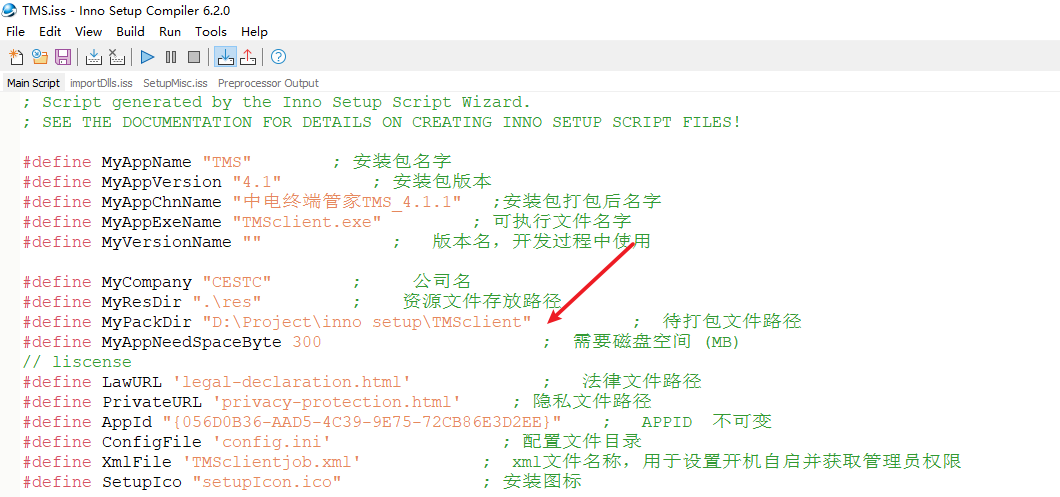 TMS.iss - Inno Setup Compiler 6.2.0
File Edit View Build Run Tools Help
Main Script importDlls.iss SetupMisc.iss Preprocessor Output
; Script generated by the Inno Setup Script Wizard.
; SEE THE DOCUMENTATION FOR DETAILS ON CREATING INNO SETUP SCRIPT FILES!
#define MyAppName "TMS" ; 安装包名字
#define MyAppVersion "4.1" ; 安装包版本
#define MyAppChnName "中电终端管家TMS_4.1.1" ;安装包打包后名字
#define MyAppExeName "TMSclient.exe" ; 可执行文件名字
#define MyVersionName "" ; 版本名，开发过程中使用
#define MyCompany "CESTC" ; 公司名
#define MyResDir ".\res" ; 资源文件存放路径
#define MyPackDir "D:\Project\inno setup\TMSclient" ; 待打包文件路径
#define MyAppNeedSpaceByte 300 ; 需要磁盘空间 (MB)
// liscense
#define LawURL 'legal-declaration.html' ; 法律文件路径
#define PrivateURL 'privacy-protection.html' ; 隐私文件路径
#define AppId "{056D0B36-AAD5-4C39-9E75-72CB86E3D2EE}" ; APPID 不可变
#define ConfigFile 'config.ini' ; 配置文件目录
#define XmlFile 'TMSclientjob.xml' ; xml文件名称，用于设置开机自启并获取管理员权限
#define SetupIco "setupIcon.ico" ; 安装图标